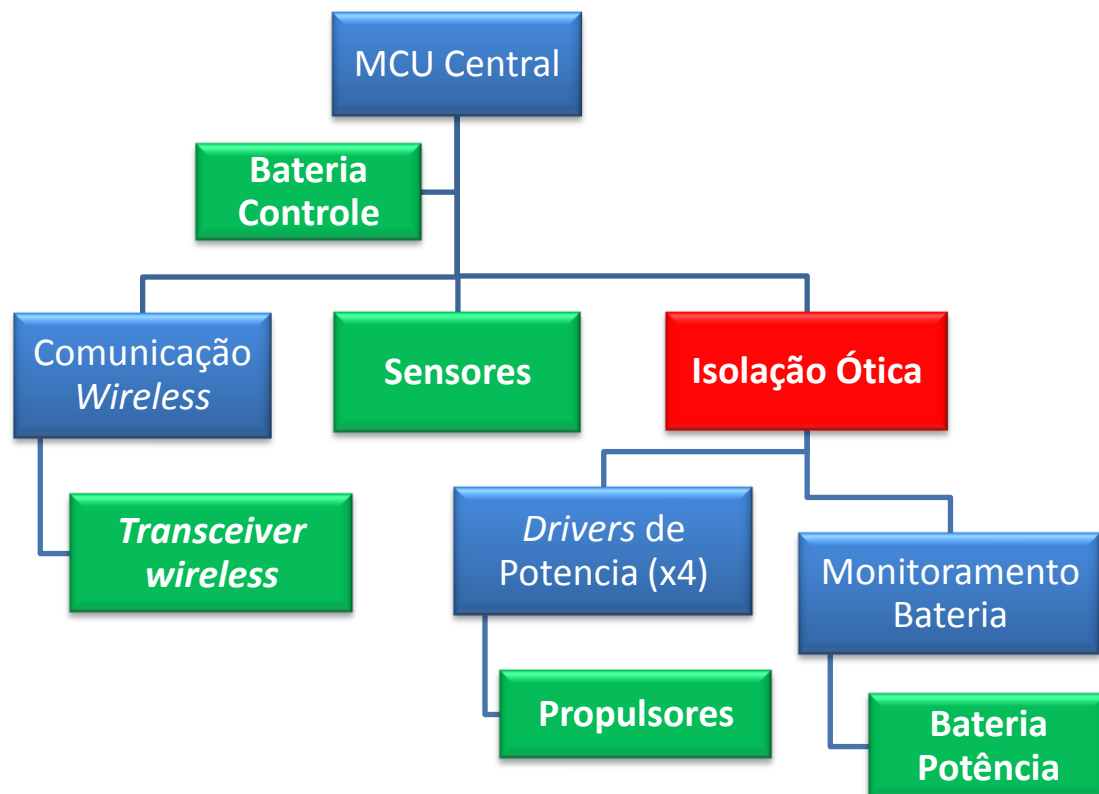 MCU Central
Bateria
Controle
Comunicação
Wireless
Sensores
Isolação Ótica
Transceiver
wireless
Drivers de
Potencia (x4)
Monitoramento
Bateria
Propulsores
Bateria
Potência